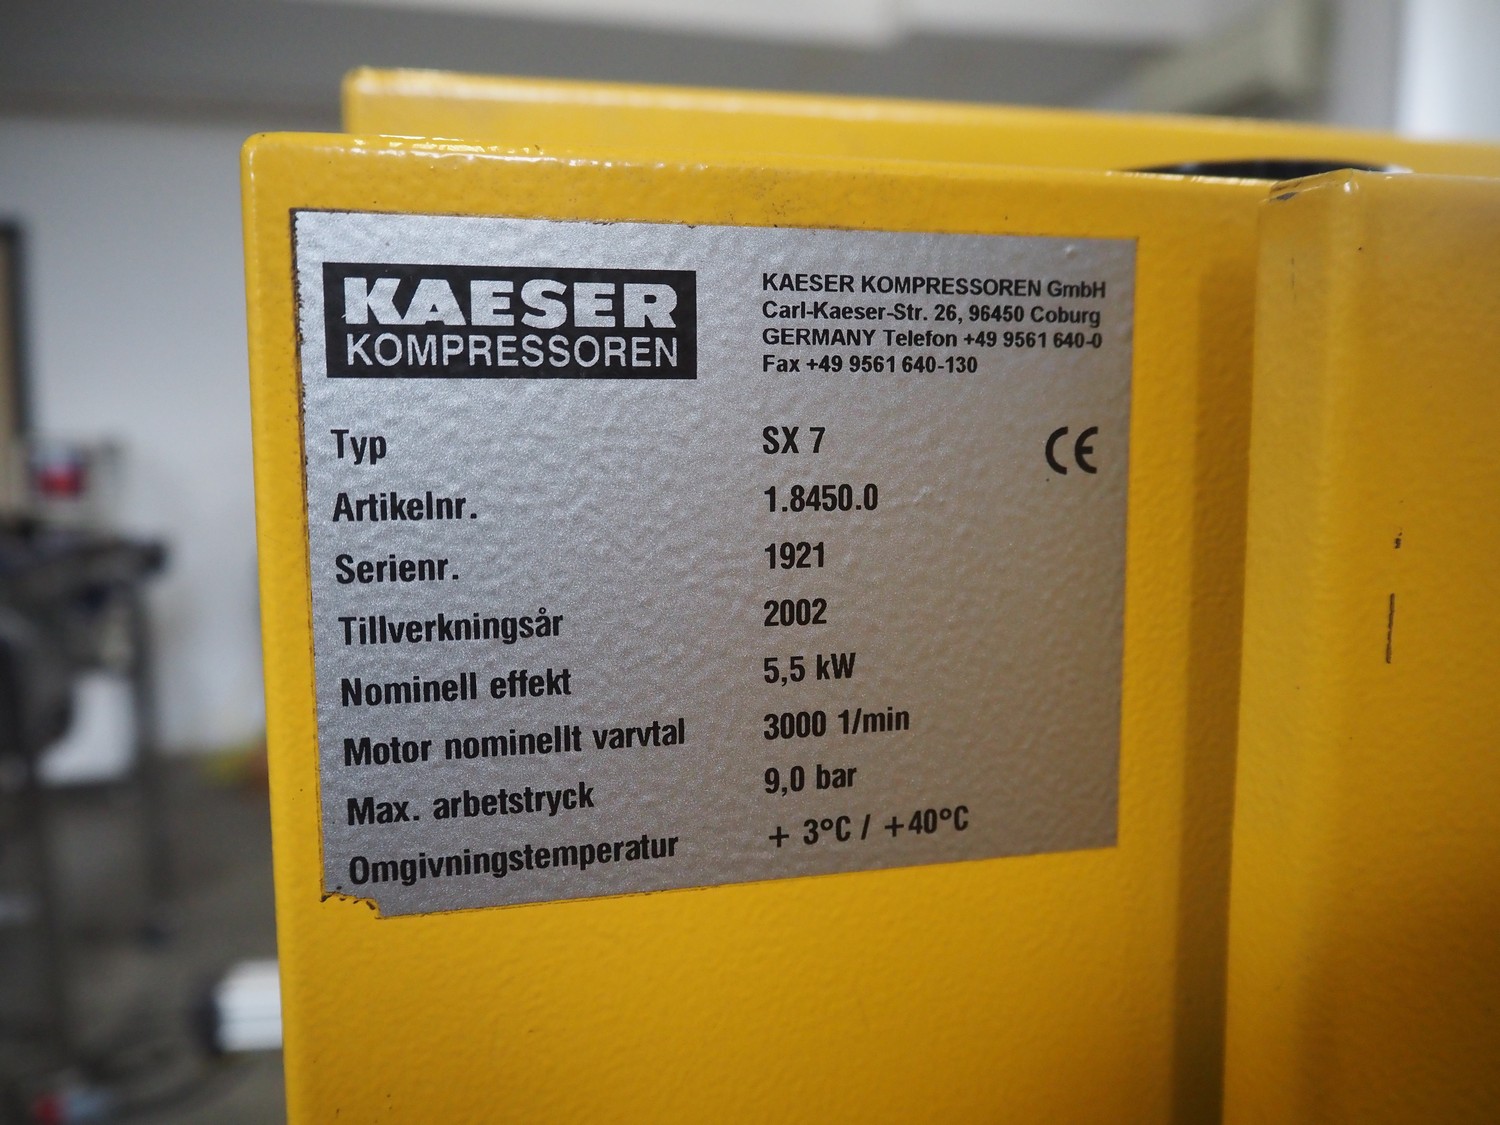 KAESER
KOMPRESSOREN
KAESER KOMPRESSOREN GmbH
Carl-Kaeser-Str. 26, 96450 Coburg
GERMANY Telefon +49 9561 640-0
Fax +49 9561 640-130
CE
Typ SX 7
Artikelnr. 1.8450.0
Serienr. 1921
Tillverkningsår 2002
Nominell effekt 5,5 kW
Motor nominellt varvtal 3000 1/min
Max. arbetstryck 9,0 bar
Omgivningstemperatur + 3°C / +40°C